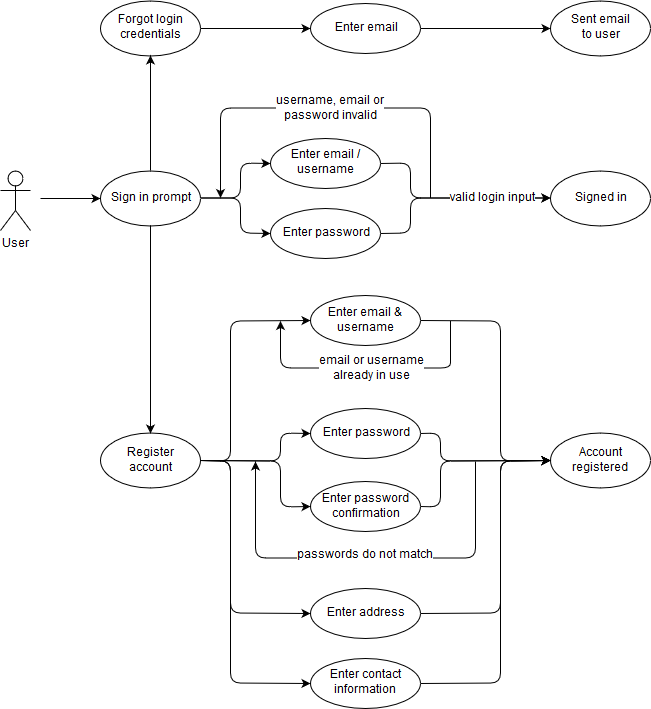 Forgot login
credentials
Enter email
Sent email
to user
username, email or
password invalid
Enter email /
username
User
Sign in prompt
valid login input
Signed in
Enter password
Enter email &
username
email or username
already in use
Enter password
Register
account
Account
registered
Enter password
confirmation
passwords do not match
Enter address
Enter contact
information